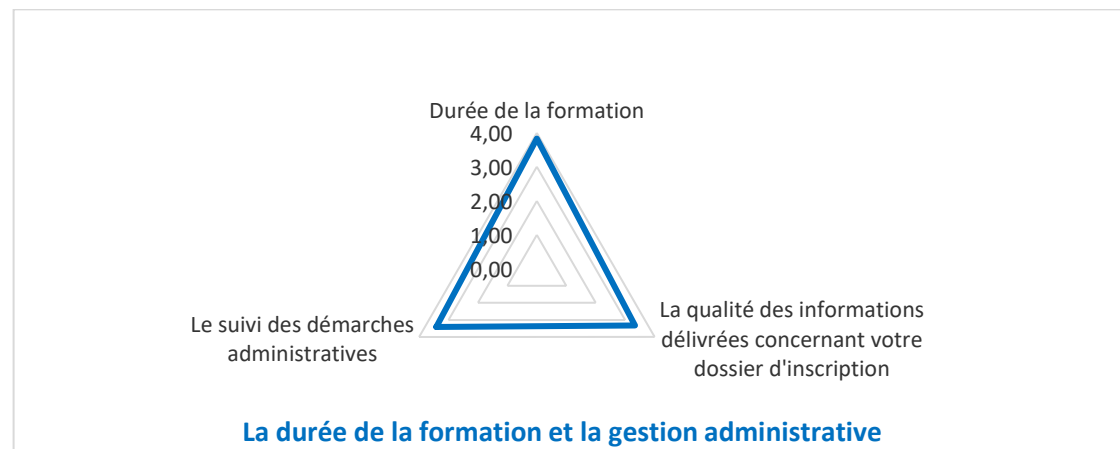 Durée de la formation
4,00
3,00
2,00
1,00
0,00
La qualité des informations
délivrées concernant votre
dossier d'inscription
Le suivi des démarches
administratives
La durée de la formation et la gestion administrative